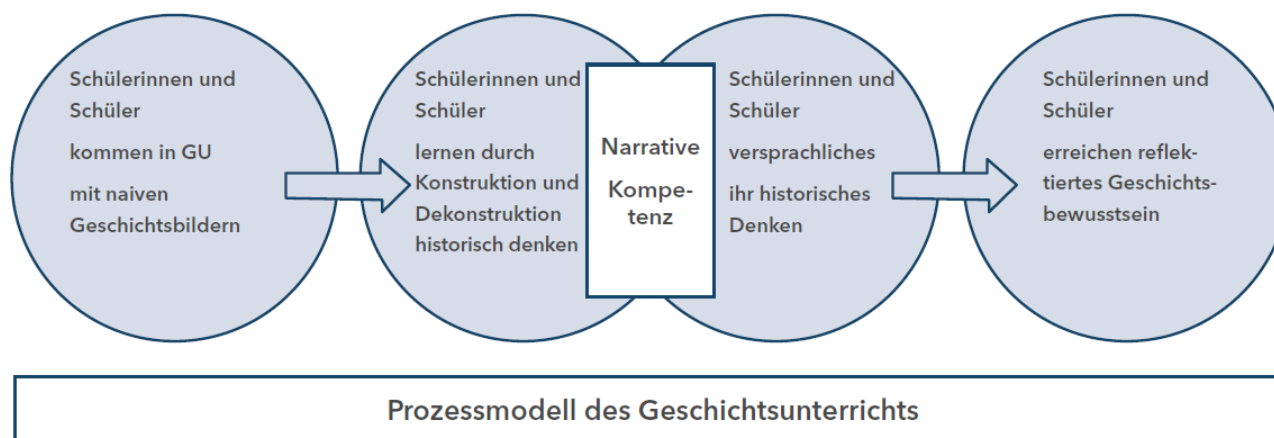 Schülerinnen und
Schüler
kommen in GU
mit naiven
Geschichtsbildern
Schülerinnen und
Schüler
lernen durch
Konstruktion und
Dekonstruktion
historisch denken
Narrative
Kompe-
tenz
Schülerinnen und
Schüler
versprachliches
ihr historisches
Denken
Schülerinnen und
Schüler
erreichen reflek-
tiertes Geschichts-
bewusstsein
Prozessmodell des Geschichtsunterrichts